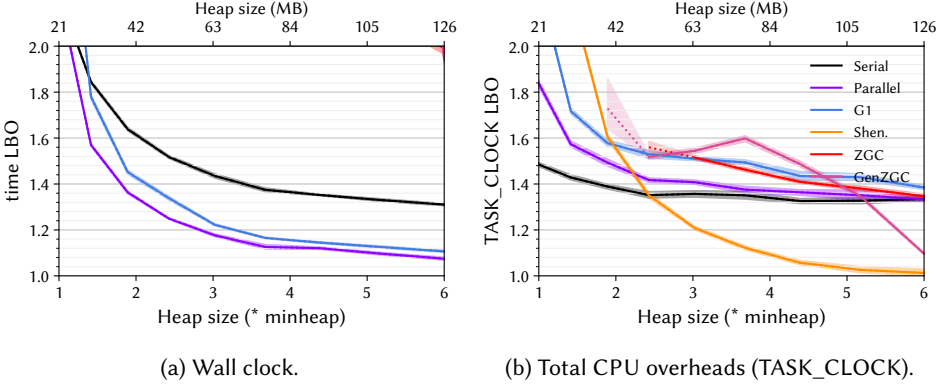 Heap size (MB)
21 42 63 84 105 126
2.0
1.8
1.6
1.4
1.2
1.0
time LBO
1 2 3 4 5 6
Heap size (* minheap)
(a) Wall clock.
Heap size (MB)
21 42 63 84 105 126
2.0
1.8
1.6
1.4
1.2
1.0
TASK_CLOCK LBO
Serial
Parallel
G1
Shen.
ZGC
GenZGC
1 2 3 4 5 6
Heap size (* minheap)
(b) Total CPU overheads (TASK_CLOCK).